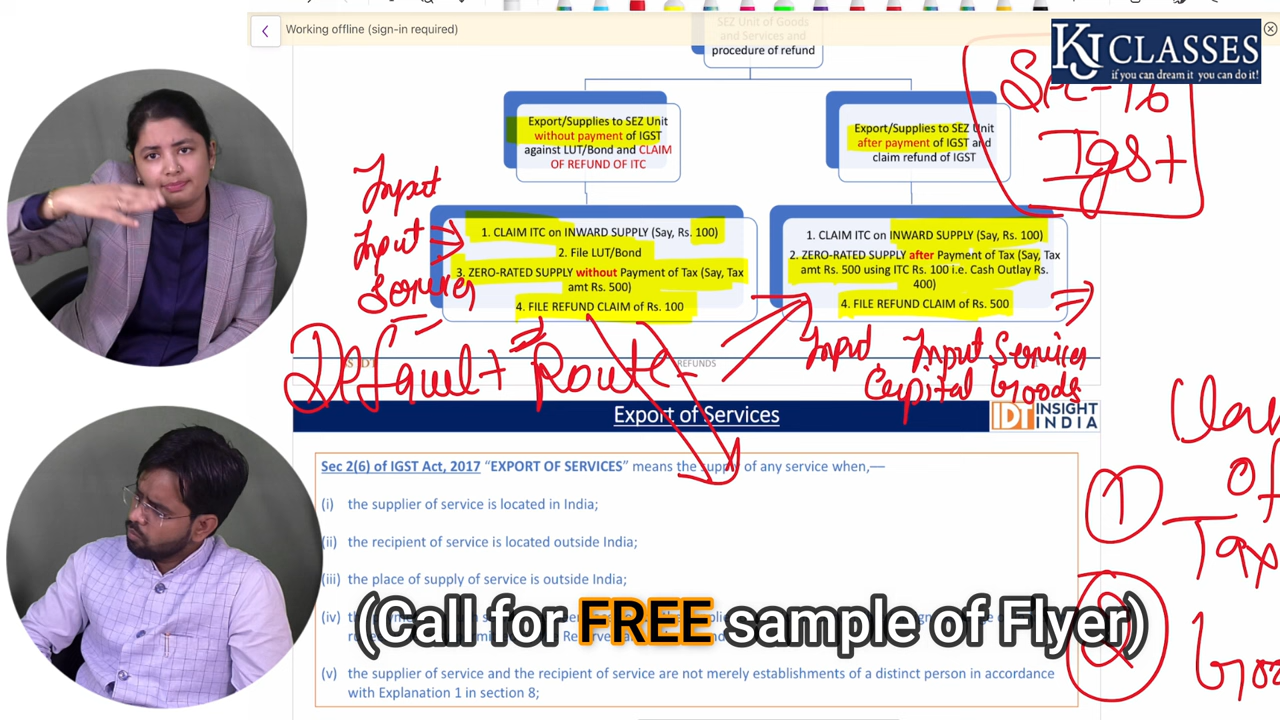 Working offline (sign-in required)
KJ CLASSES
if you can dream it you can do it!
SEZ Unit of Goods
and Services and
procedure of refund
Sec-16
Igst
Export/Supplies to SEZ Unit
without payment of IGST
against LUT/Bond and CLAIM
OF REFUND OF ITC
Export/Supplies to SEZ Unit
after payment of IGST and
claim refund of IGST
Input
Input
Services
1. CLAIM ITC on INWARD SUPPLY (Say, Rs. 100)
2. File LUT/Bond
3. ZERO-RATED SUPPLY without Payment of Tax (Say, Tax
amt Rs. 500)
4. FILE REFUND CLAIM of Rs. 100
1. CLAIM ITC on INWARD SUPPLY (Say, Rs. 100)
2. ZERO-RATED SUPPLY after Payment of Tax (Say, Tax
amt Rs. 500 using ITC Rs. 100 i.e. Cash Outlay Rs.
400)
4. FILE REFUND CLAIM of Rs. 500
Default Route
REFUNDS
Input Input Services
Capital Goods
Export of Services
IDT INSIGHT
INDIA
Sec 2(6) of IGST Act, 2017 “EXPORT OF SERVICES” means the supply of any service when,—
(i) the supplier of service is located in India;
(ii) the recipient of service is located outside India;
(iii) the place of supply of service is outside India;
(iv)
(Call for FREE sample of Flyer)
(v) the supplier of service and the recipient of service are not merely establishments of a distinct person in accordance
with Explanation 1 in section 8;
1
Of
Tax
2